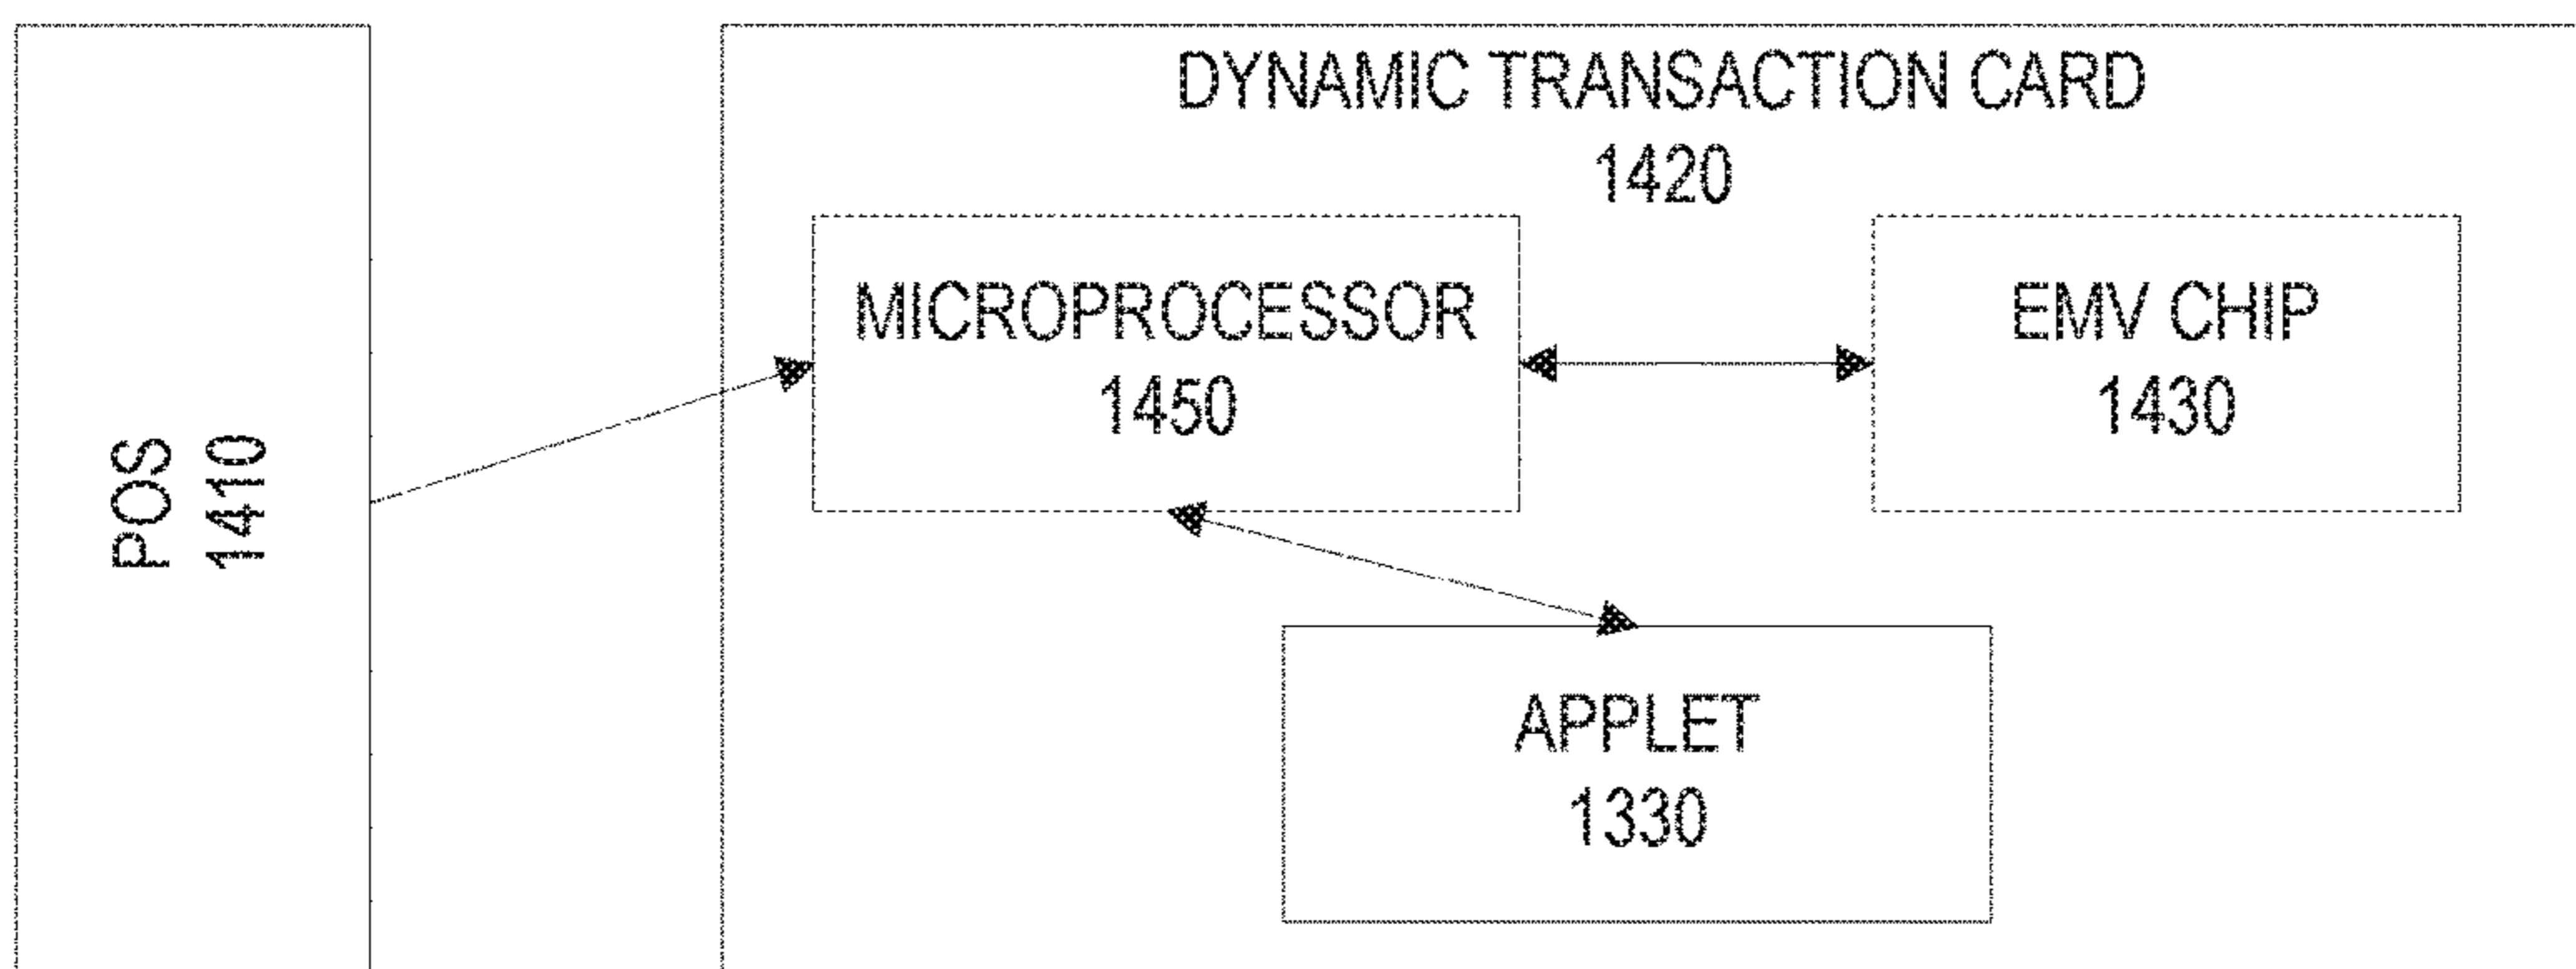 POS
1410
DYNAMIC TRANSACTION CARD
1420
MICROPROCESSOR
1450
EMV CHIP
1430
APPLET
1330